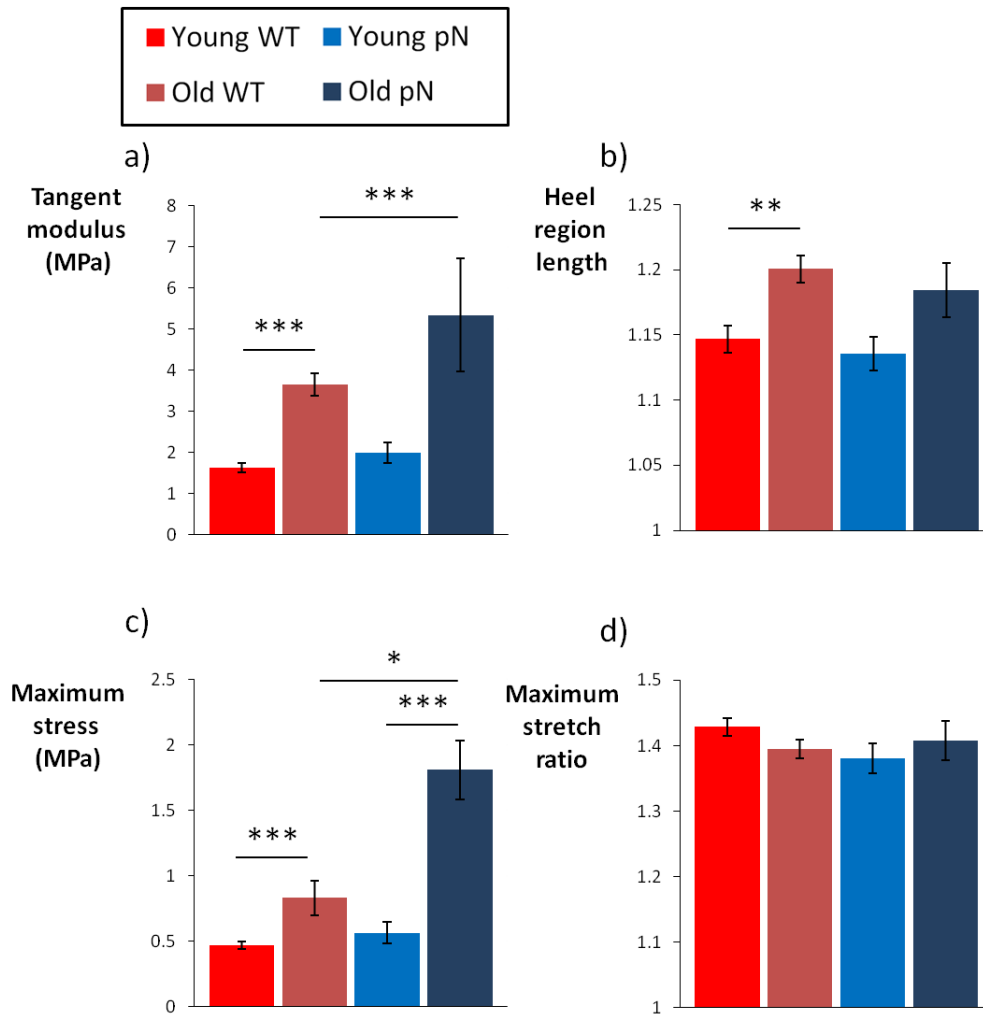 Young WT Young pN
Old WT Old pN
a)
Tangent
modulus
(MPa)
8
7
6
5
4
3
2
1
0
***
***
b)
Heel
region
length
1.25
1.2
1.15
1.1
1.05
1
**
c)
Maximum
stress
(MPa)
2.5
2
1.5
1
0.5
0
*
***
***
d)
Maximum
stretch
ratio
1.5
1.4
1.3
1.2
1.1
1